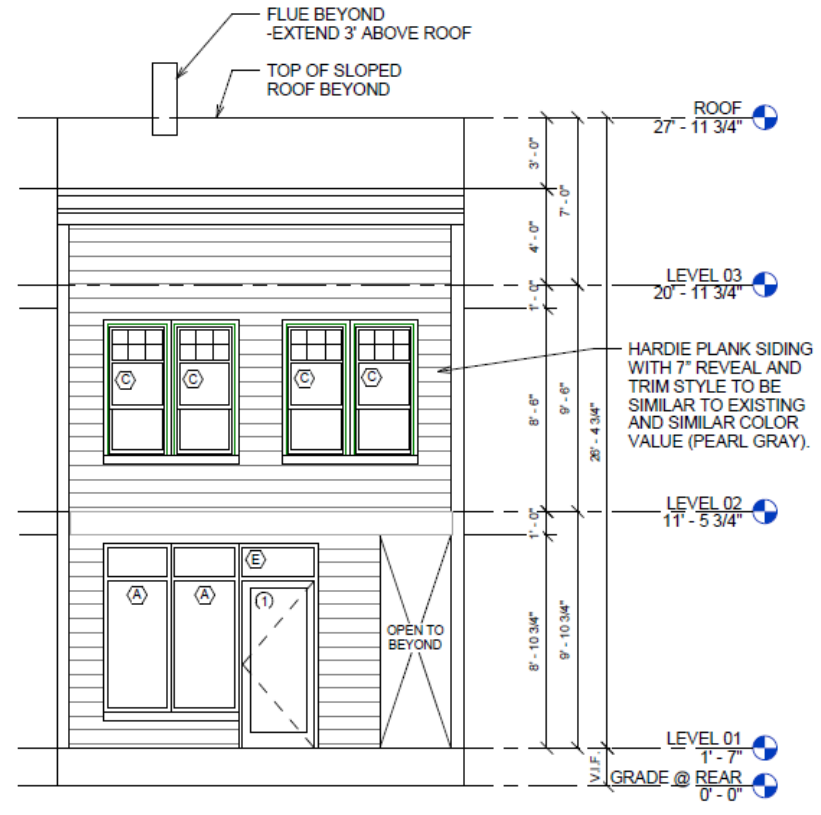 FLUE BEYOND
-EXTEND 3' ABOVE ROOF
TOP OF SLOPED
ROOF BEYOND
ROOF
27' - 11 3/4"
3' - 0"
7' - 0"
4' - 0"
LEVEL 03
20' - 11 3/4"
1' - 0"
HARDIE PLANK SIDING
WITH 7" REVEAL AND
TRIM STYLE TO BE
SIMILAR TO EXISTING
AND SIMILAR COLOR
VALUE (PEARL GRAY).
C
C
C
C
8' - 6"
9' - 6"
26' - 4 3/4"
LEVEL 02
11' - 5 3/4"
1' - 0"
E
A
A
1
OPEN TO
BEYOND
8' - 10 3/4"
9' - 10 3/4"
LEVEL 01
1' - 7"
V.I.F.
GRADE @ REAR
0' - 0"